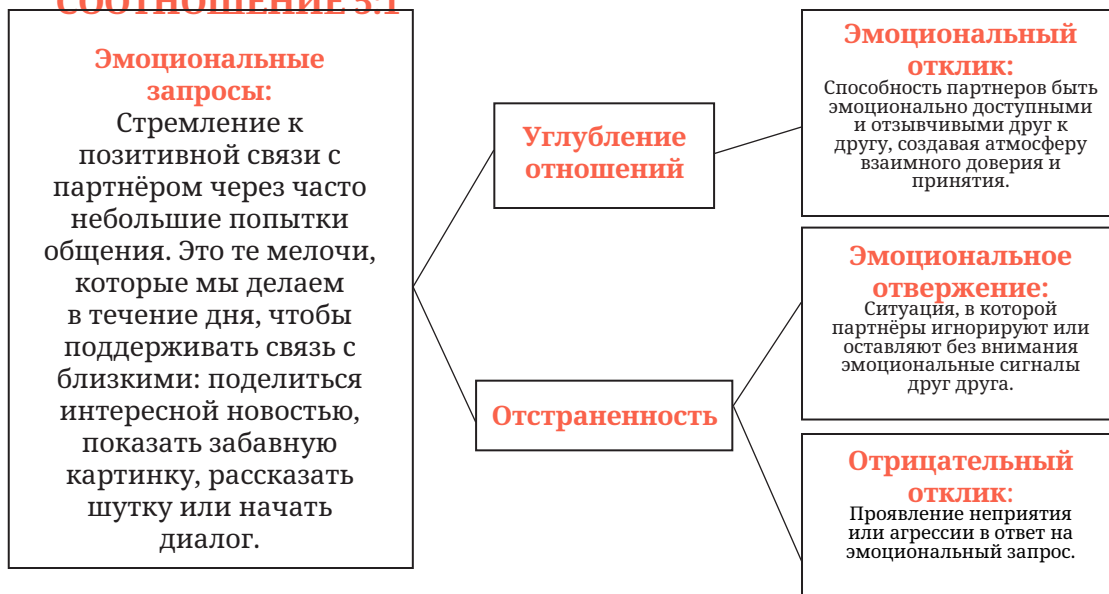 СООТНОШЕНИЕ 5:1
Эмоциональные
запросы:
Стремление к
позитивной связи с
партнёром через часто
небольшие попытки
общения. Это те мелочи,
которые мы делаем
в течение дня, чтобы
поддерживать связь с
близкими: поделиться
интересной новостью,
показать забавную
картинку, рассказать
шутку или начать
диалог.
Углубление
отношений
Отстраненность
Эмоциональный
отклик:
Способность партнеров быть
эмоционально доступными
и отзывчивыми друг к
другу, создавая атмосферу
взаимного доверия и
принятия.
Эмоциональное
отвержение:
Ситуация, в которой
партнёры игнорируют или
оставляют без внимания
эмоциональные сигналы
друг друга.
Отрицательный
отклик:
Проявление неприятия
или агрессии в ответ на
эмоциональный запрос.